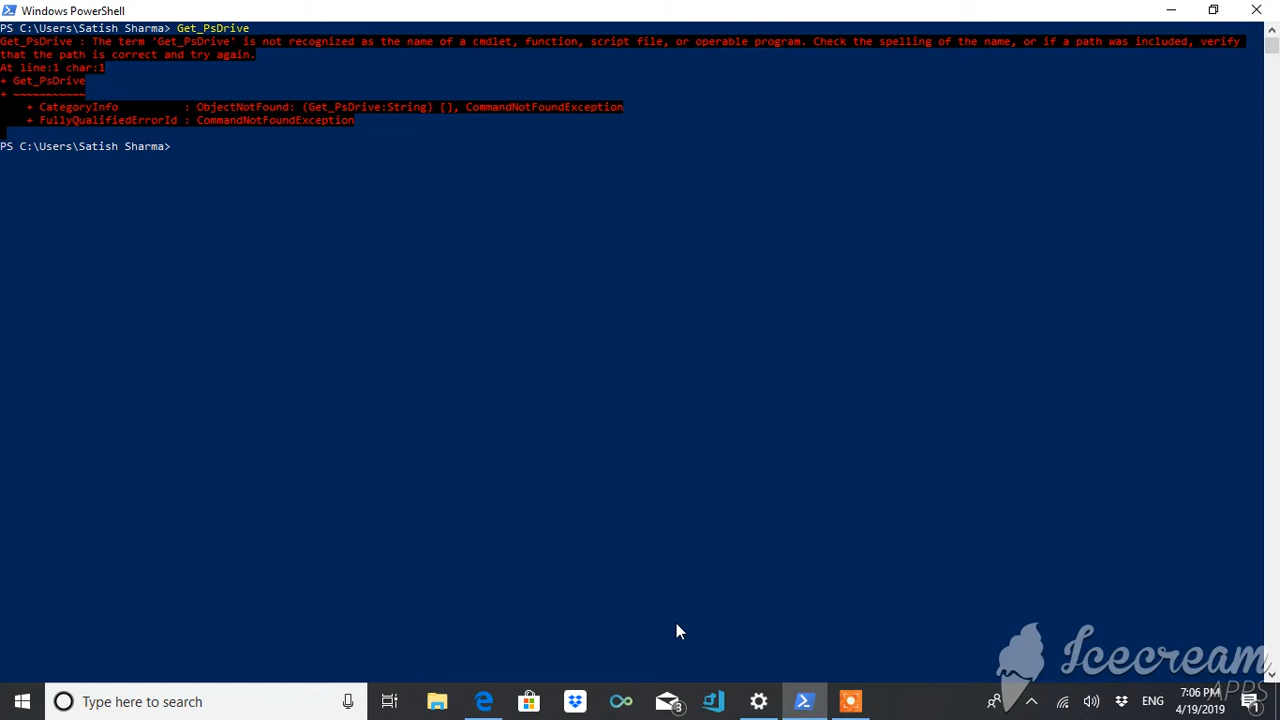 Windows PowerShell
PS C:\Users\Satish Sharma> Get_PsDrive
Get_PsDrive : The term 'Get_PsDrive' is not recognized as the name of a cmdlet, function, script file, or operable program. Check the spelling of the name, or if a path was included, verify
that the path is correct and try again.
At line:1 char:1
+ Get_PsDrive
+ ~~~~~~~~~~~
+ CategoryInfo : ObjectNotFound: (Get_PsDrive:String) [], CommandNotFoundException
+ FullyQualifiedErrorId : CommandNotFoundException
PS C:\Users\Satish Sharma>
Icecream
APPS
Type here to search
3
ENG
7:06 PM
4/19/2019
1